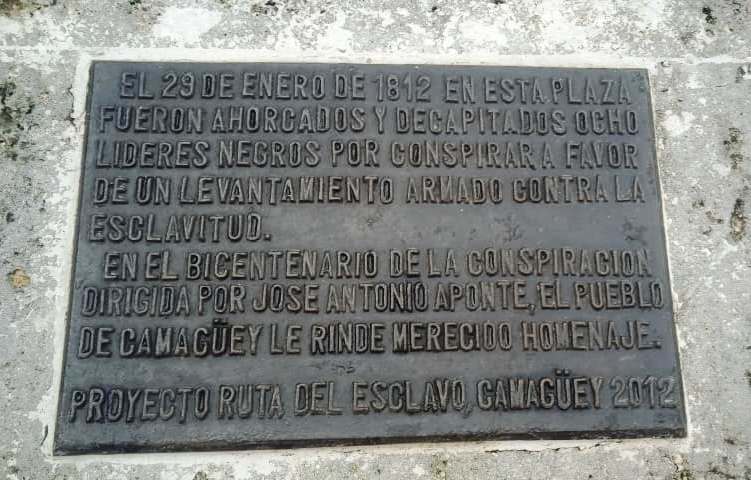 EL 29 DE ENERO DE 1812 EN ESTA PLAZA
FUERON AHORCADOS Y DECAPITADOS OCHO
LIDERES NEGROS POR CONSPIRAR A FAVOR
DE UN LEVANTAMIENTO ARMADO CONTRA LA
ESCLAVITUD.
EN EL BICENTENARIO DE LA CONSPIRACION
DIRIGIDA POR JOSE ANTONIO APONTE, EL PUEBLO
DE CAMAGÜEY LE RINDE MERECIDO HOMENAJE.
PROYECTO RUTA DEL ESCLAVO, CAMAGÜEY 2012